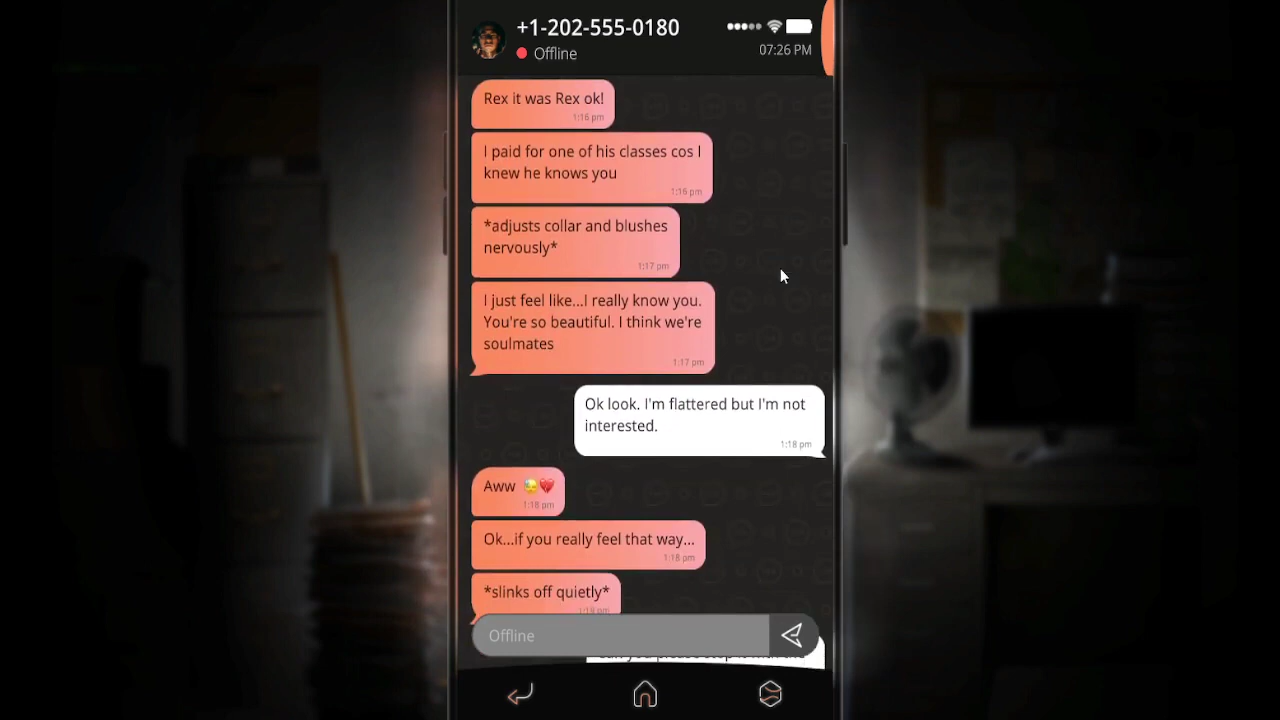 +1-202-555-0180
Offline
07:26 PM
Rex it was Rex ok!
1:16 pm
I paid for one of his classes cos I
knew he knows you
1:16 pm
*adjusts collar and blushes
nervously*
1:17 pm
I just feel like...I really know you.
You're so beautiful. I think we're
soulmates
1:17 pm
Ok look. I'm flattered but I'm not
interested.
1:18 pm
Aww 😓💔
1:18 pm
Ok...if you really feel that way...
1:18 pm
*slinks off quietly*
1:18 pm
Offline